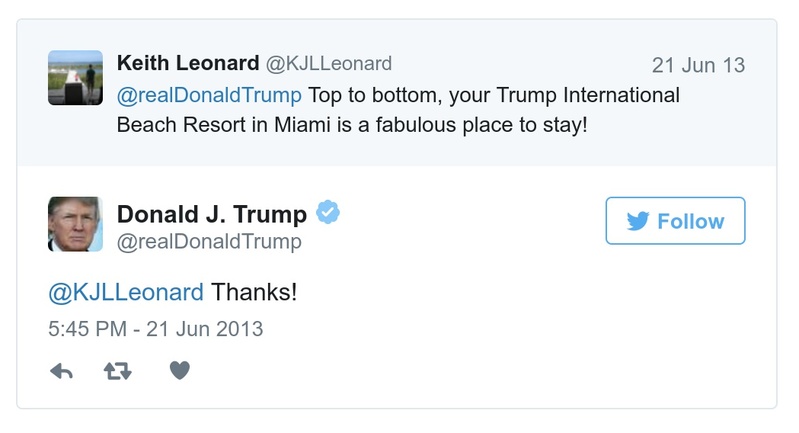 Keith Leonard @KJLLeonard 21 Jun 13
@realDonaldTrump Top to bottom, your Trump International
Beach Resort in Miami is a fabulous place to stay!
Donald J. Trump
@realDonaldTrump
Follow
@KJLLeonard Thanks!
5:45 PM - 21 Jun 2013